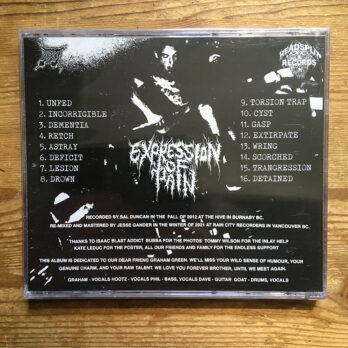 HEADSPLIT
RECORDS
1. UNFED
2. INCORRIGIBLE
3. DEMENTIA
4. RETCH
5. ASTRAY
6. DEFICIT
7. LESION
8. DROWN
EXPRESSION
OF
PAIN
9. TORSION TRAP
10. CYST
11. GASP
12. EXTIRPATE
13. WRING
14. SCORCHED
15. TRANGRESSION
16. DETAINED
RECORDED BY SAL DUNCAN IN THE FALL OF 2012 AT THE HIVE IN BURNABY BC.
RE-MIXED AND MASTERED BY JESSE GANDER IN THE WINTER OF 2021 AT RAIN CITY RECORDERS IN VANCOUVER BC.
THANKS TO ISAAC BLAST ADDICT BUBBA FOR THE PHOTOS TOMMY WILSON FOR THE INLAY HELP
KATE LEDUC FOR THE POSTER, ALL OUR FRIENDS AND FAMILY FOR THE ENDLESS SUPPORT
THIS ALBUM IS DEDICATED TO OUR DEAR FRIEND GRAHAM GREEN. WE'LL MISS YOUR WILD SENSE OF HUMOUR, YOUR
GENUINE CHARM, AND YOUR RAW TALENT. WE LOVE YOU FOREVER BROTHER, UNTIL WE MEET AGAIN.
GRAHAM - VOCALS HOOTZ - VOCALS PHIL - BASS, VOCALS DAVE - GUITAR GOAT - DRUMS, VOCALS